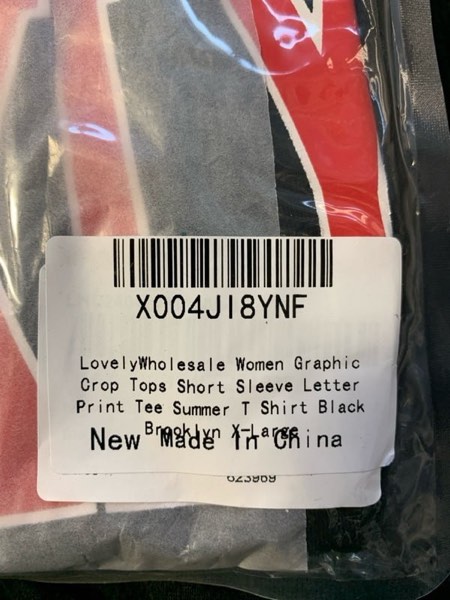 X004JI8YNF
LovelyWholesale Women Graphic
Crop Tops Short Sleeve Letter
Print Tee Summer T Shirt Black
Brooklyn X-Large
New Made In China
623969